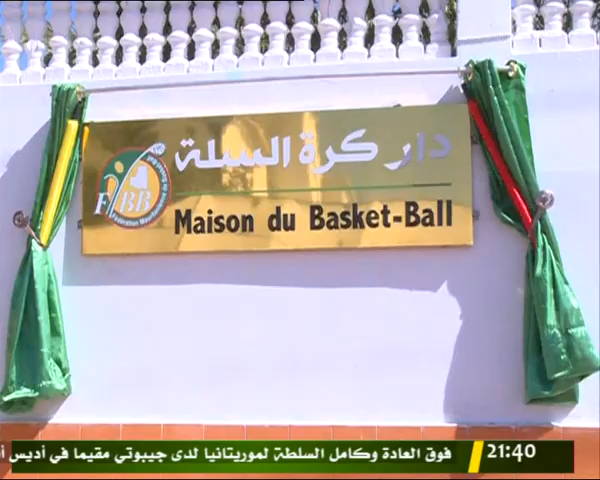 دار كرة السلة
FBB
Maison du Basket-Ball
فوق العادة وكامل السلطة لموريتانيا لدى جيبوتي مقيما في أديس أ
21:40